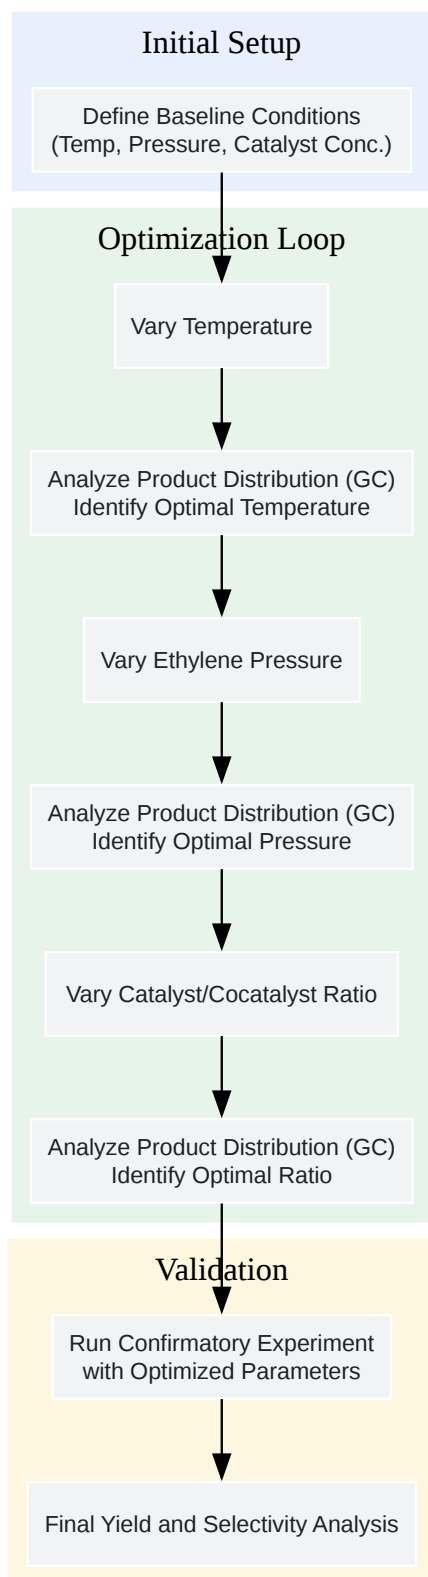 Initial Setup
Define Baseline Conditions
(Temp, Pressure, Catalyst Conc.)
Optimization Loop
Vary Temperature
Analyze Product Distribution (GC)
Identify Optimal Temperature
Vary Ethylene Pressure
Analyze Product Distribution (GC)
Identify Optimal Pressure
Vary Catalyst/Cocatalyst Ratio
Analyze Product Distribution (GC)
Identify Optimal Ratio
Validation
Run Confirmatory Experiment
with Optimized Parameters
Final Yield and Selectivity Analysis